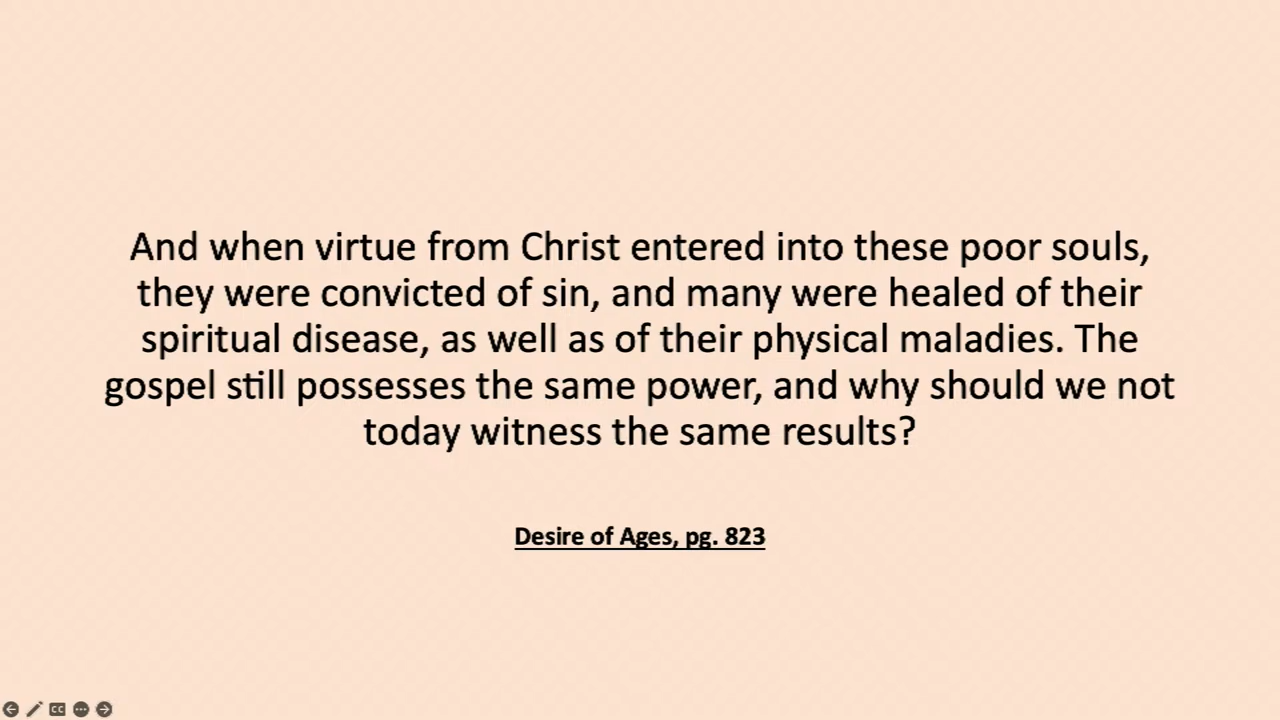 And when virtue from Christ entered into these poor souls,
they were convicted of sin, and many were healed of their
spiritual disease, as well as of their physical maladies. The
gospel still possesses the same power, and why should we not
today witness the same results?
Desire of Ages, pg. 823
CC